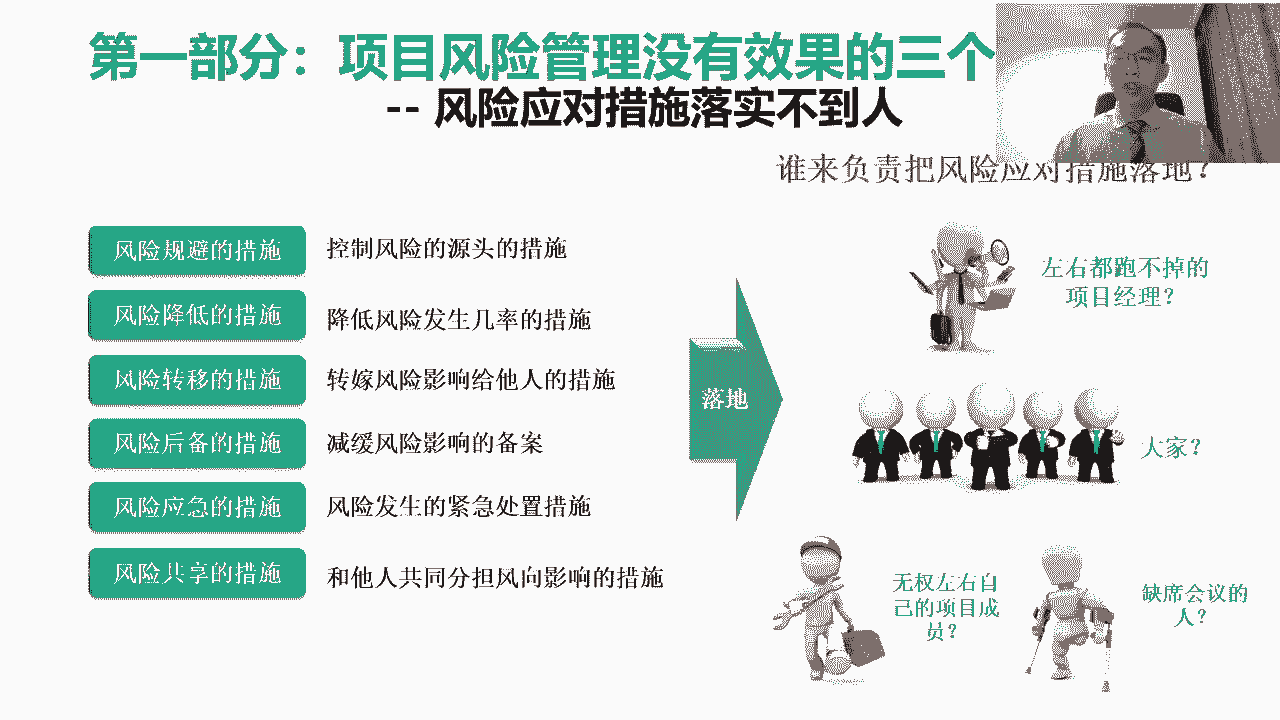 第一部分：项目风险管理没有效果的三个
-- 风险应对措施落实不到人
谁来负责把风险应对措施落地？
风险规避的措施 控制风险的源头的措施
风险降低的措施 降低风险发生几率的措施
风险转移的措施 转嫁风险影响给他人的措施
风险后备的措施 减缓风险影响的备案
风险应急的措施 风险发生的紧急处置措施
风险共享的措施 和他人共同分担风向影响的措施
落地
左右都跑不掉的
项目经理？
大家？
无权左右自
己的项目成
员？
缺席会议的
人？